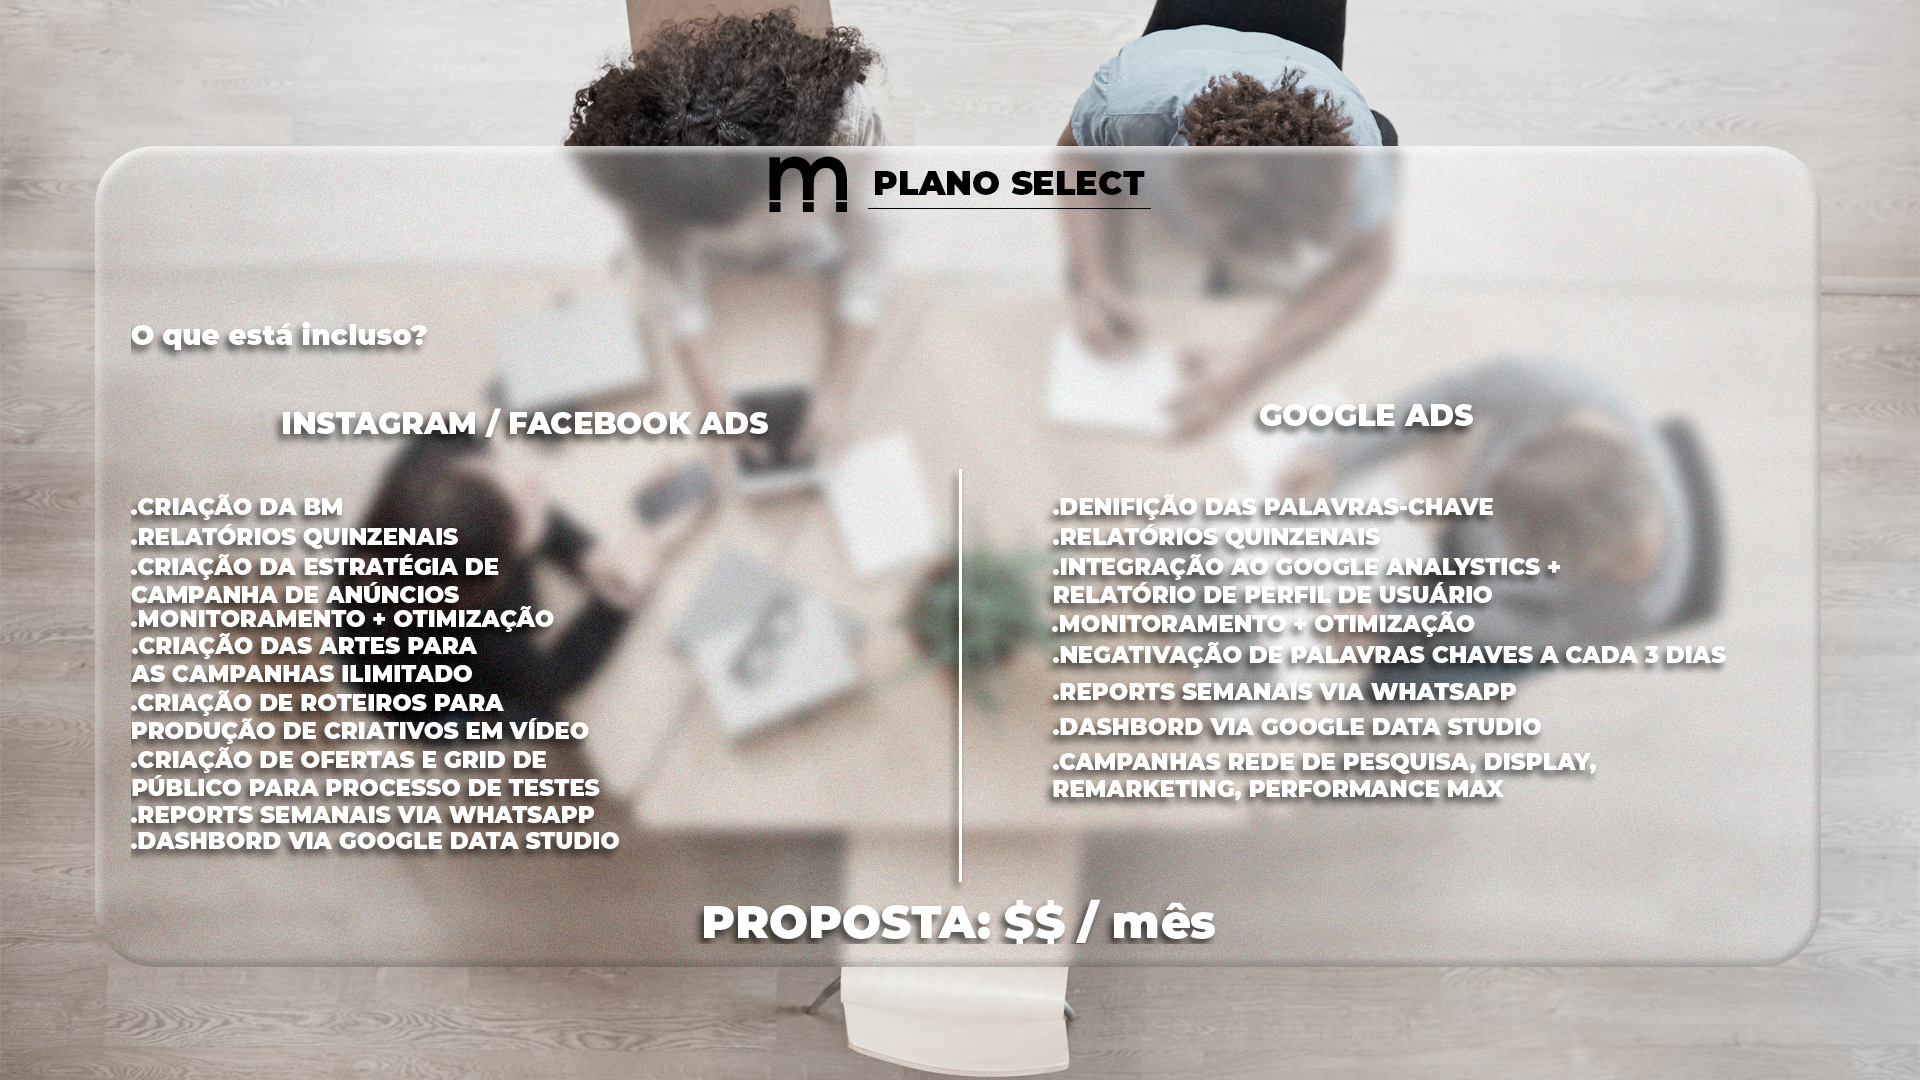 m PLANO SELECT
O que está incluso?
INSTAGRAM / FACEBOOK ADS
.CRIAÇÃO DA BM
.RELATÓRIOS QUINZENAIS
.CRIAÇÃO DA ESTRATÉGIA DE
CAMPANHA DE ANÚNCIOS
.MONITORAMENTO + OTIMIZAÇÃO
.CRIAÇÃO DAS ARTES PARA
AS CAMPANHAS ILIMITADO
.CRIAÇÃO DE ROTEIROS PARA
PRODUÇÃO DE CRIATIVOS EM VÍDEO
.CRIAÇÃO DE OFERTAS E GRID DE
PÚBLICO PARA PROCESSO DE TESTES
.REPORTS SEMANAIS VIA WHATSAPP
.DASHBORD VIA GOOGLE DATA STUDIO
GOOGLE ADS
.DENIFIÇÃO DAS PALAVRAS-CHAVE
.RELATÓRIOS QUINZENAIS
.INTEGRAÇÃO AO GOOGLE ANALYSTICS +
RELATÓRIO DE PERFIL DE USUÁRIO
.MONITORAMENTO + OTIMIZAÇÃO
.NEGATIVAÇÃO DE PALAVRAS CHAVES A CADA 3 DIAS
.REPORTS SEMANAIS VIA WHATSAPP
.DASHBORD VIA GOOGLE DATA STUDIO
.CAMPANHAS REDE DE PESQUISA, DISPLAY,
REMARKETING, PERFORMANCE MAX
PROPOSTA: $$ / mês